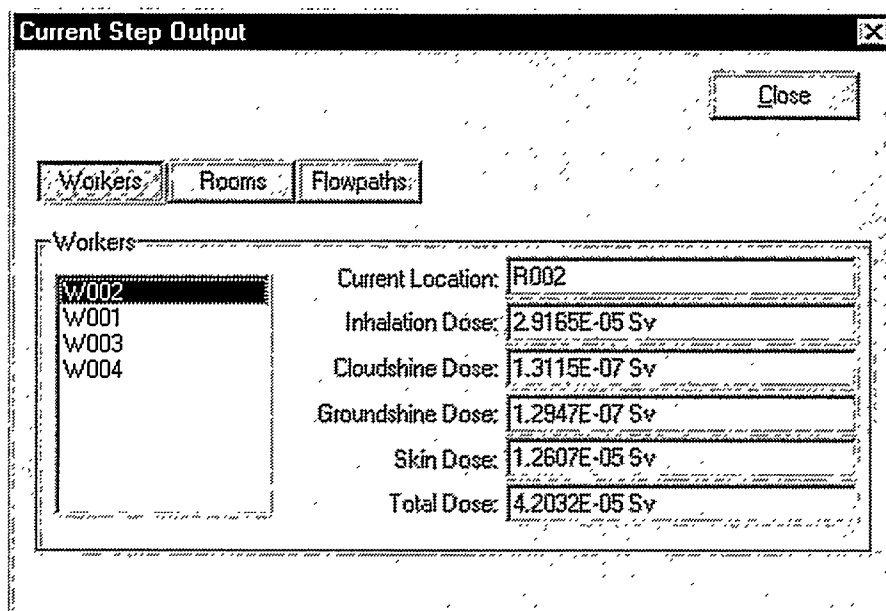 Current Step Output
Close
Workers Rooms Flowpaths
Workers
W002
W001
W003
W004
Current Location: R002
Inhalation Dose: 2.9165E-05 Sv
Cloudshine Dose: 1.3115E-07 Sv
Groundshine Dose: 1.2947E-07 Sv
Skin Dose: 1.2607E-05 Sv
Total Dose: 4.2032E-05 Sv